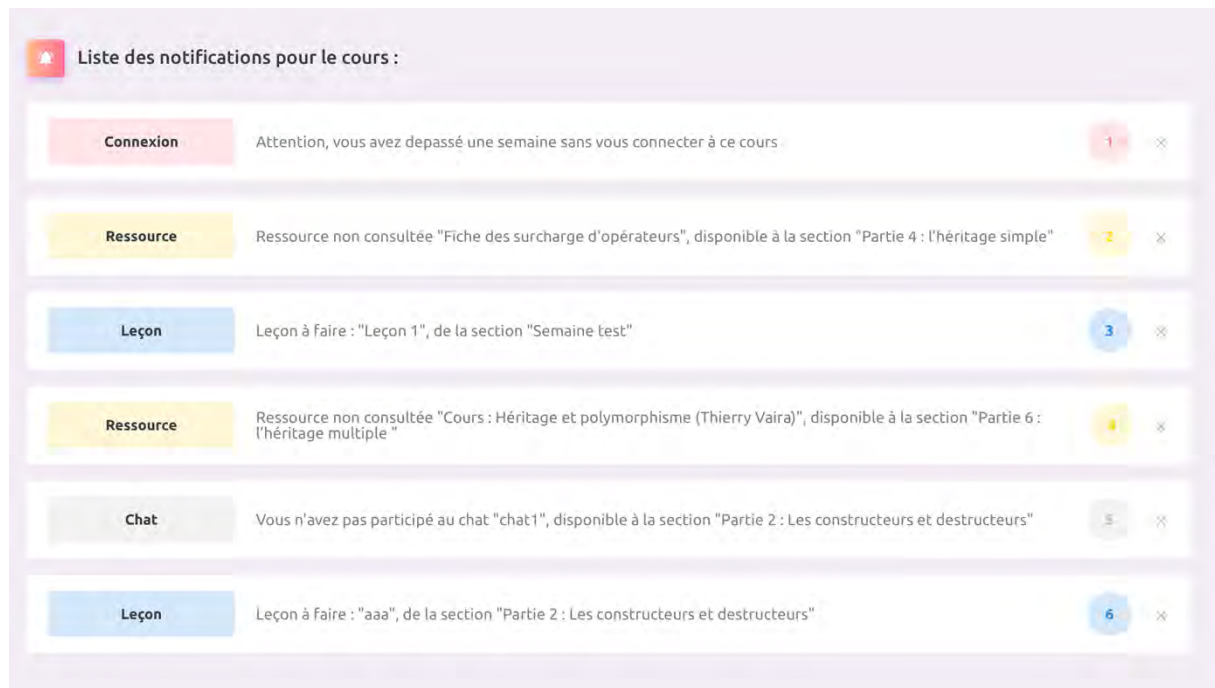 Liste des notifications pour le cours :
Connexion
Attention, vous avez depassé une semaine sans vous connecter à ce cours
1
Ressource
Ressource non consultée "Fiche des surcharge d'opérateurs", disponible à la section "Partie 4 : l'héritage simple"
2
Leçon
Leçon à faire : "Leçon 1", de la section "Semaine test"
3
Ressource
Ressource non consultée "Cours : Héritage et polymorphisme (Thierry Vaira)", disponible à la section "Partie 6 :
l'héritage multiple "
4
Chat
Vous n'avez pas participé au chat "chat1", disponible à la section "Partie 2 : Les constructeurs et destructeurs"
5
Leçon
Leçon à faire : "aaa", de la section "Partie 2 : Les constructeurs et destructeurs"
6